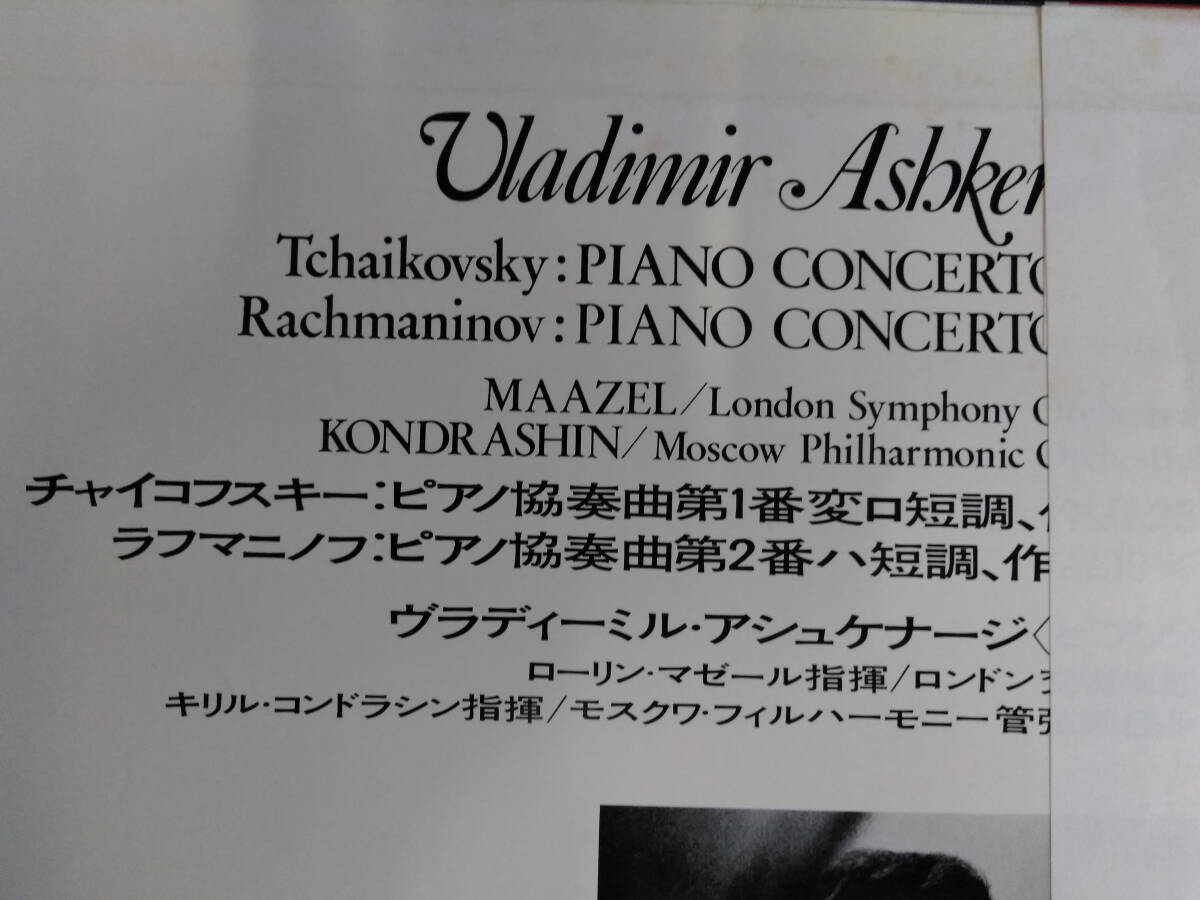 Vladimir Ashken
Tchaikovsky: PIANO CONCERTO
Rachmaninov: PIANO CONCERTO
MAAZEL/London Symphony
KONDRASHIN/Moscow Philharmonic
チャイコフスキー:ピアノ協奏曲第1番変ロ短調、
ラフマニノフ:ピアノ協奏曲第2番ハ短調、作
ヴラディーミル・アシュケナージ
ローリン・マゼール指揮/ロンドン
キリル・コンドラシン指揮/モスクワ・フィルハーモニー管弦